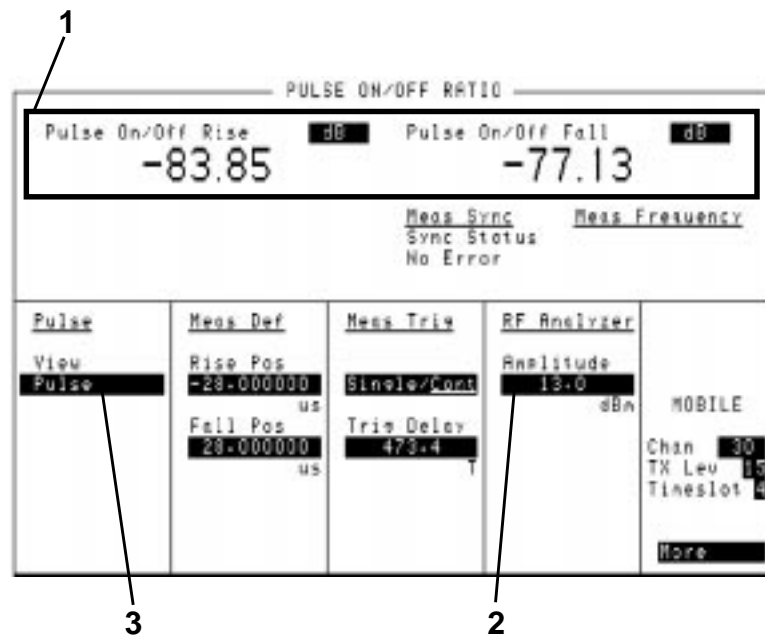 1
PULSE ON/OFF RATIO
Pulse On/Off Rise dB Pulse On/Off Fall dB
-83.85 -77.13
Meas Sync Meas Frequency
Sync Status
No Error
Pulse Meas Def Meas Trig RF Analyzer
View Rise Pos Amplitude
Pulse -28.000000 Single/Cont 13.0
us dBm MOBILE
Fall Pos Trig Delay
28.000000 473.4 Chan 30
us T TX Lev 15
Timeslot 4
More
3 2